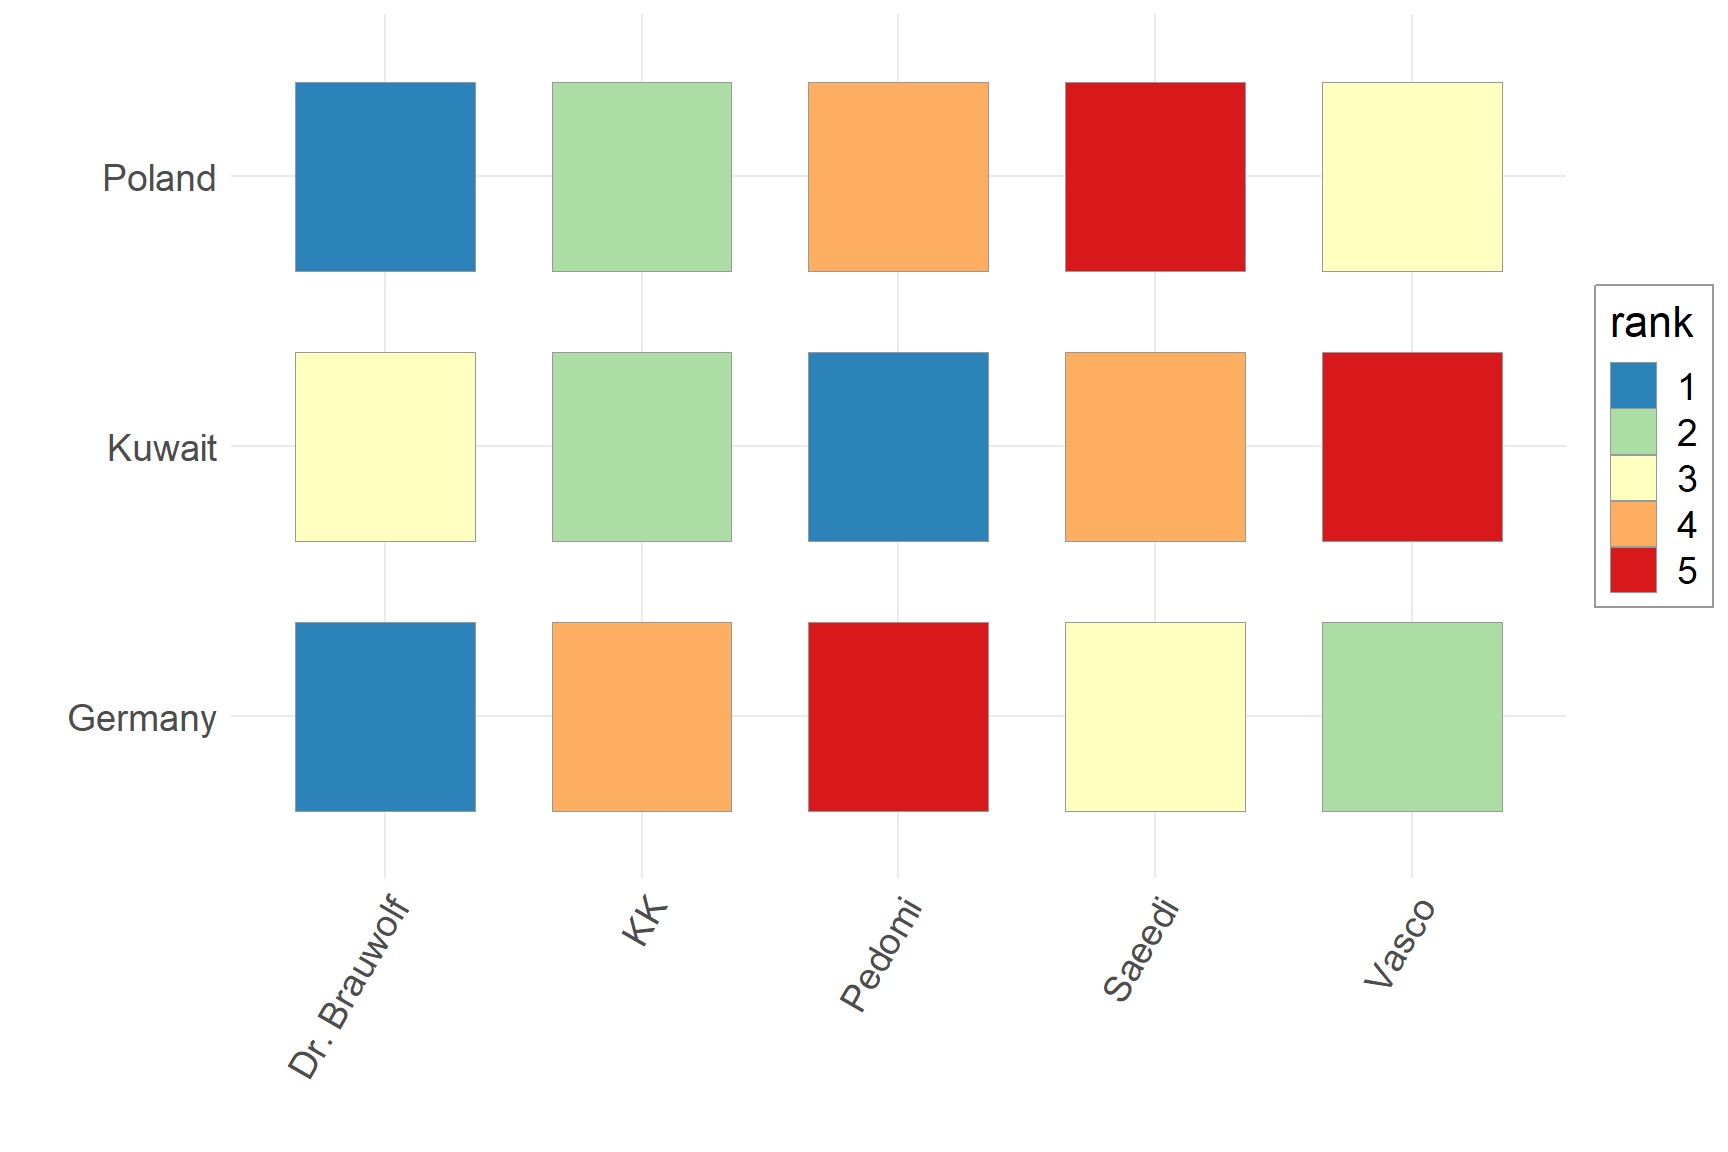 Poland
Kuwait
Germany
Dr. Brauwolf
KK
Pedomi
Saeedi
Vasco
rank
1
2
3
4
5